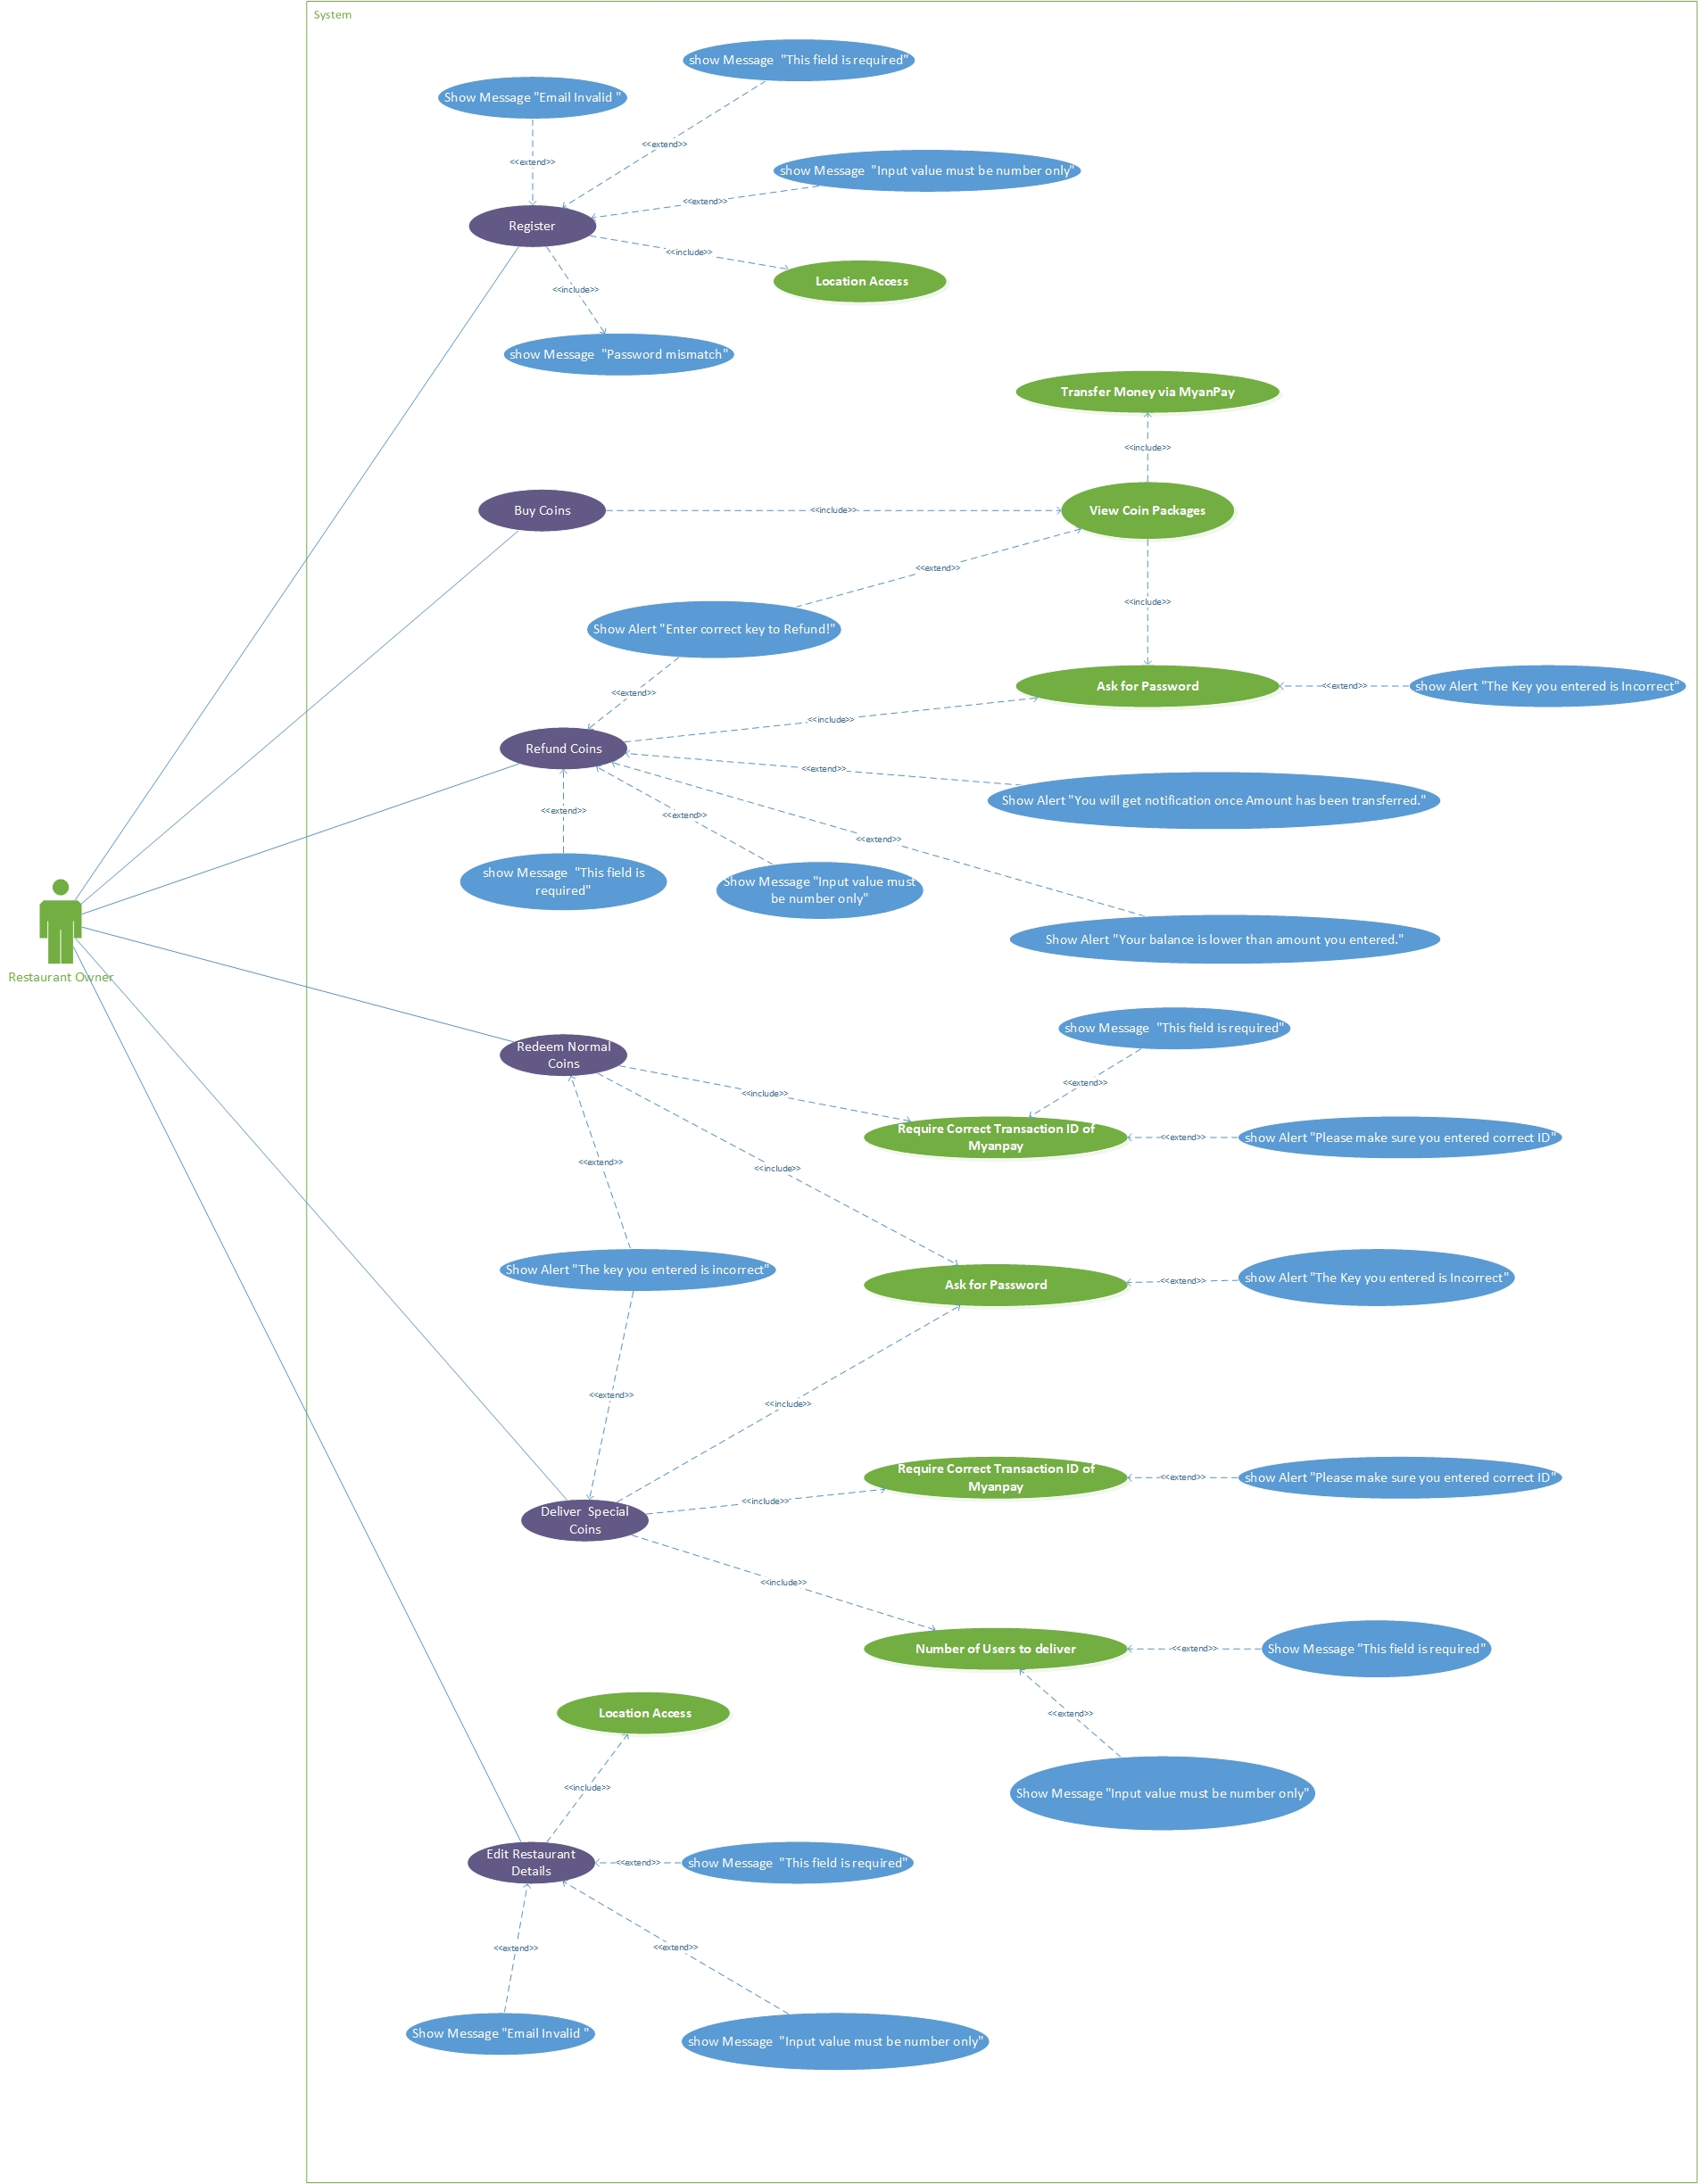 System
show Message  "This field is required"
Show Message "Email Invalid "
<<extend>>
<<extend>>
show Message  "Input value must be number only"
<<extend>>
Register
<<include>>
Location Access
<<include>>
show Message  "Password mismatch"
Transfer Money via MyanPay
<<include>>
Buy Coins
<<include>>
View Coin Packages
<<extend>>
<<include>>
Show Alert "Enter correct key to Refund!"
<<extend>>
Ask for Password
<<extend>>
show Alert "The Key you entered is Incorrect"
<<include>>
Refund Coins
<<extend>>
Show Alert "You will get notification once Amount has been transferred."
<<extend>>
<<extend>>
<<extend>>
show Message  "This field is
required"
Show Message "Input value must
be number only"
Show Alert "Your balance is lower than amount you entered."
Restaurant Owner
show Message  "This field is required"
Redeem Normal
Coins
<<extend>>
<<include>>
Require Correct Transaction ID of
Myanpay
<<extend>>
show Alert "Please make sure you entered correct ID"
<<extend>>
<<include>>
Show Alert "The key you entered is incorrect"
Ask for Password
<<extend>>
show Alert "The Key you entered is Incorrect"
<<extend>>
<<include>>
Require Correct Transaction ID of
Myanpay
<<extend>>
show Alert "Please make sure you entered correct ID"
<<include>>
Deliver  Special
Coins
<<include>>
Number of Users to deliver
<<extend>>
Show Message "This field is required"
Location Access
<<extend>>
<<include>>
Show Message "Input value must be number only"
Edit Restaurant
Details
<<extend>>
show Message  "This field is required"
<<extend>>
<<extend>>
Show Message "Email Invalid "
show Message  "Input value must be number only"